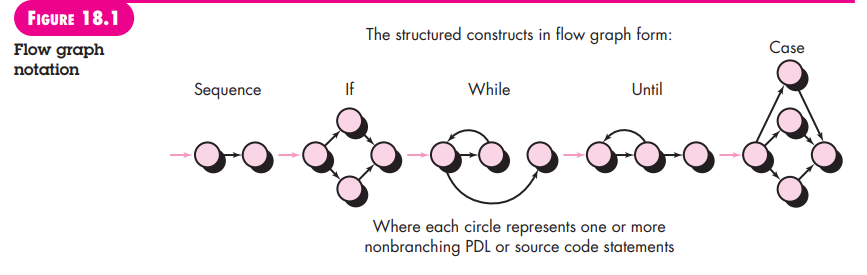 FIGURE 18.1
Flow graph
notation
The structured constructs in flow graph form:
Sequence
If
While
Until
Case
Where each circle represents one or more
nonbranching PDL or source code statements